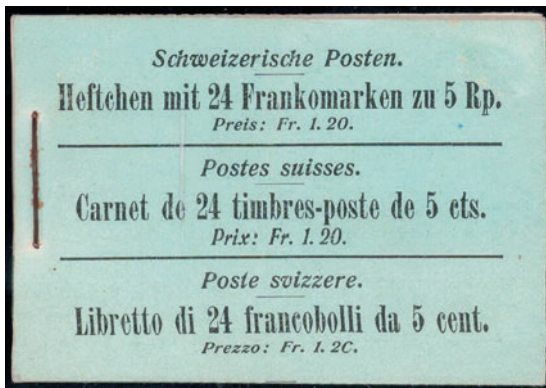 Schweizerische Posten.
Heftchen mit 24 Frankomarken zu 5 Rp.
Preis: Fr. 1. 20.
Postes suisses.
Carnet de 24 timbres-poste de 5 cts.
Prix: Fr. 1. 20.
Poste svizzere.
Libretto di 24 francobolli da 5 cent.
Prezzo: Fr. 1. 2C.